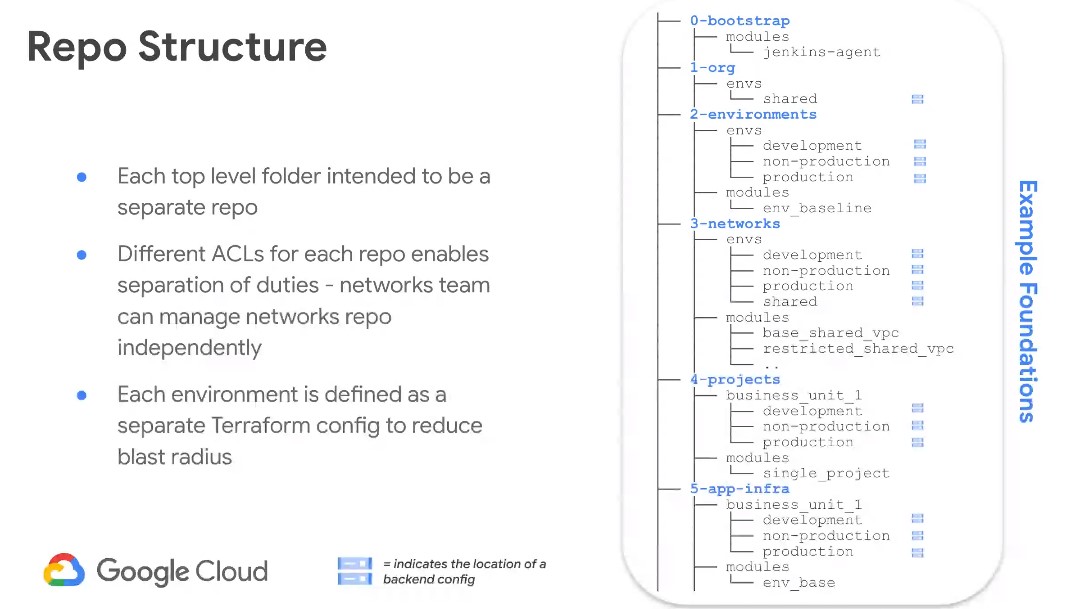 Repo Structure
Each top level folder intended to be a
separate repo
Different ACLs for each repo enables
separation of duties - networks team
can manage networks repo
independently
Each environment is defined as a
separate Terraform config to reduce
blast radius
Google Cloud
= indicates the location of a
backend config
0-bootstrap
modules
jenkins-agent
1-org
envs
shared
2-environments
envs
development
non-production
production
modules
env_baseline
3-networks
envs
development
non-production
production
shared
modules
base_shared_vpc
restricted_shared_vpc
..
4-projects
business_unit_1
development
non-production
production
modules
single_project
5-app-infra
business_unit_1
development
non-production
production
modules
env_base
Example Foundations